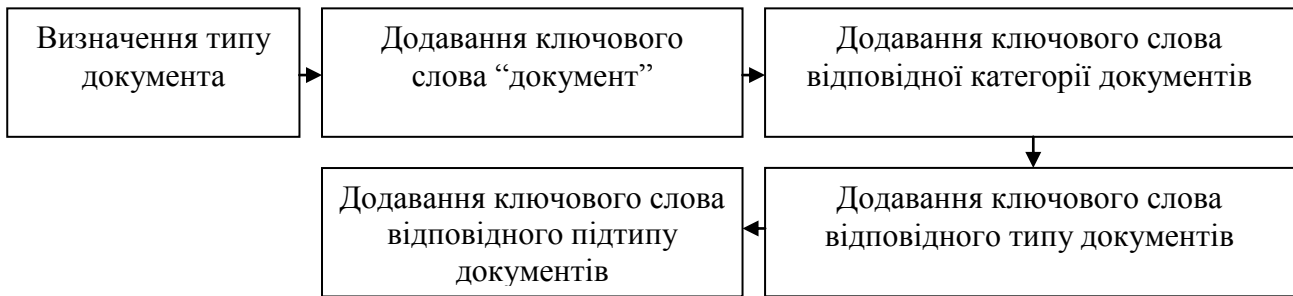 Визначення типу
документа
Додавання ключового
слова “документ”
Додавання ключового слова
відповідної категорії документів
Додавання ключового слова
відповідного типу документів
Додавання ключового слова
відповідного підтипу
документів